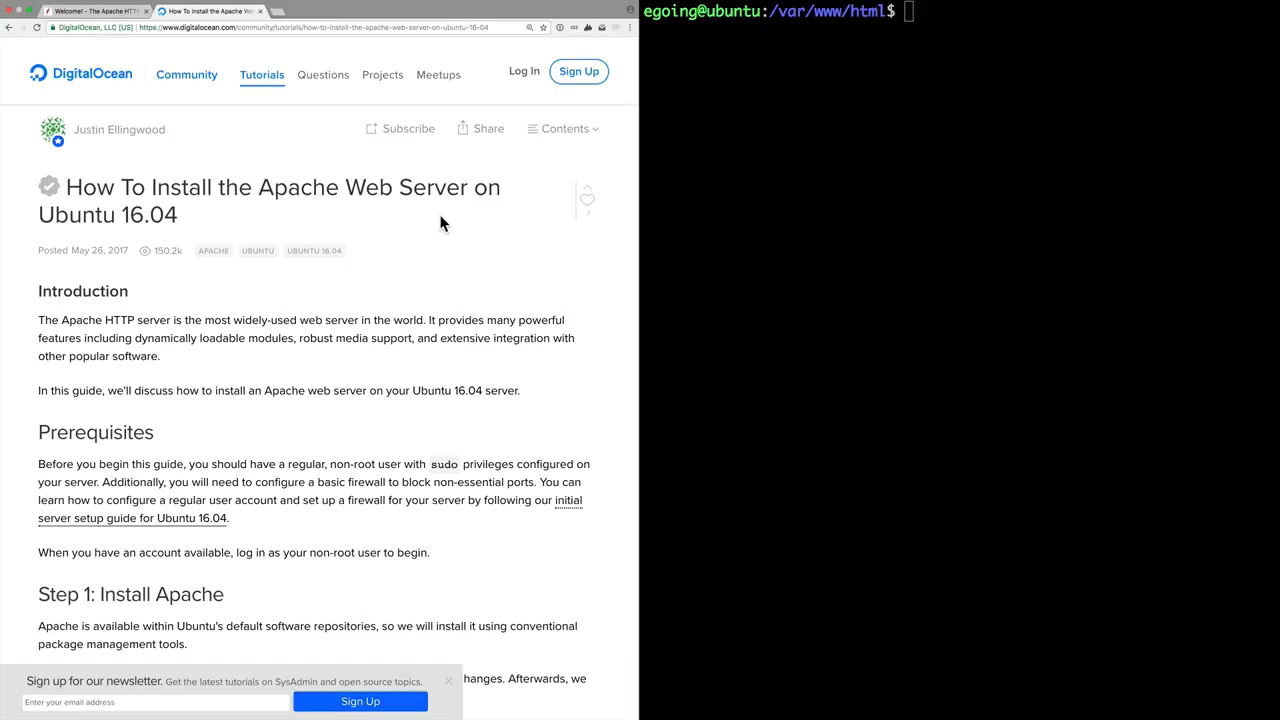 Welcome! - The Apache HTT
How To Install the Apache We
DigitalOcean, LLC [US]
https://www.digitalocean.com/community/tutorials/how-to-install-the-apache-web-server-on-ubuntu-16-04
DigitalOcean
Community
Tutorials
Questions
Projects
Meetups
Log In
Sign Up
Justin Ellingwood
Subscribe
Share
Contents
How To Install the Apache Web Server on
Ubuntu 16.04
Posted May 26, 2017
150.2k
APACHE
UBUNTU
UBUNTU 16.04
Introduction
The Apache HTTP server is the most widely-used web server in the world. It provides many powerful
features including dynamically loadable modules, robust media support, and extensive integration with
other popular software.
In this guide, we'll discuss how to install an Apache web server on your Ubuntu 16.04 server.
Prerequisites
Before you begin this guide, you should have a regular, non-root user with sudo privileges configured on
your server. Additionally, you will need to configure a basic firewall to block non-essential ports. You can
learn how to configure a regular user account and set up a firewall for your server by following our initial
server setup guide for Ubuntu 16.04.
When you have an account available, log in as your non-root user to begin.
Step 1: Install Apache
Apache is available within Ubuntu's default software repositories, so we will install it using conventional
package management tools.
hanges. Afterwards, we
Sign up for our newsletter. Get the latest tutorials on SysAdmin and open source topics.
Enter your email address
Sign Up
egoing@ubuntu:/var/www/html$